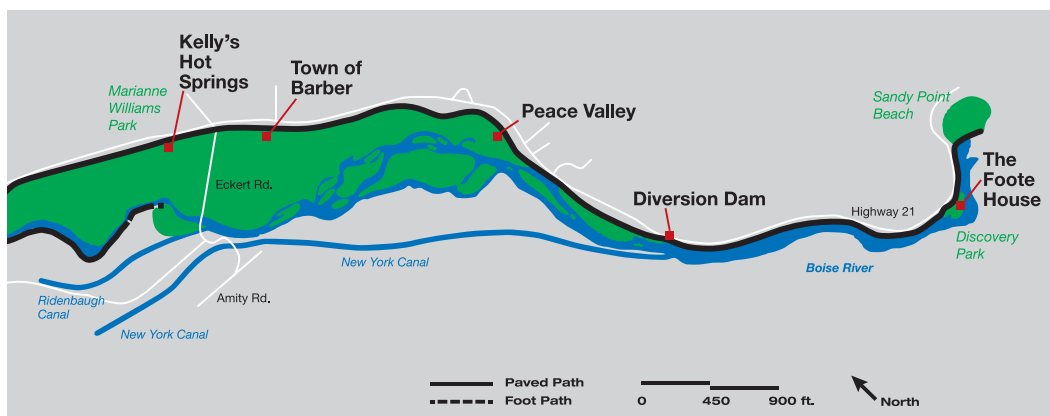 Kelly's
Hot
Springs
Town of
Barber
Marianne
Williams
Park
Peace Valley
Sandy Point
Beach
The
Foote
House
Eckert Rd.
Diversion Dam
Highway 21
Discovery
Park
New York Canal
Boise River
Ridenbaugh
Canal
Amity Rd.
New York Canal
Paved Path
Foot Path
0 450 900 ft.
North